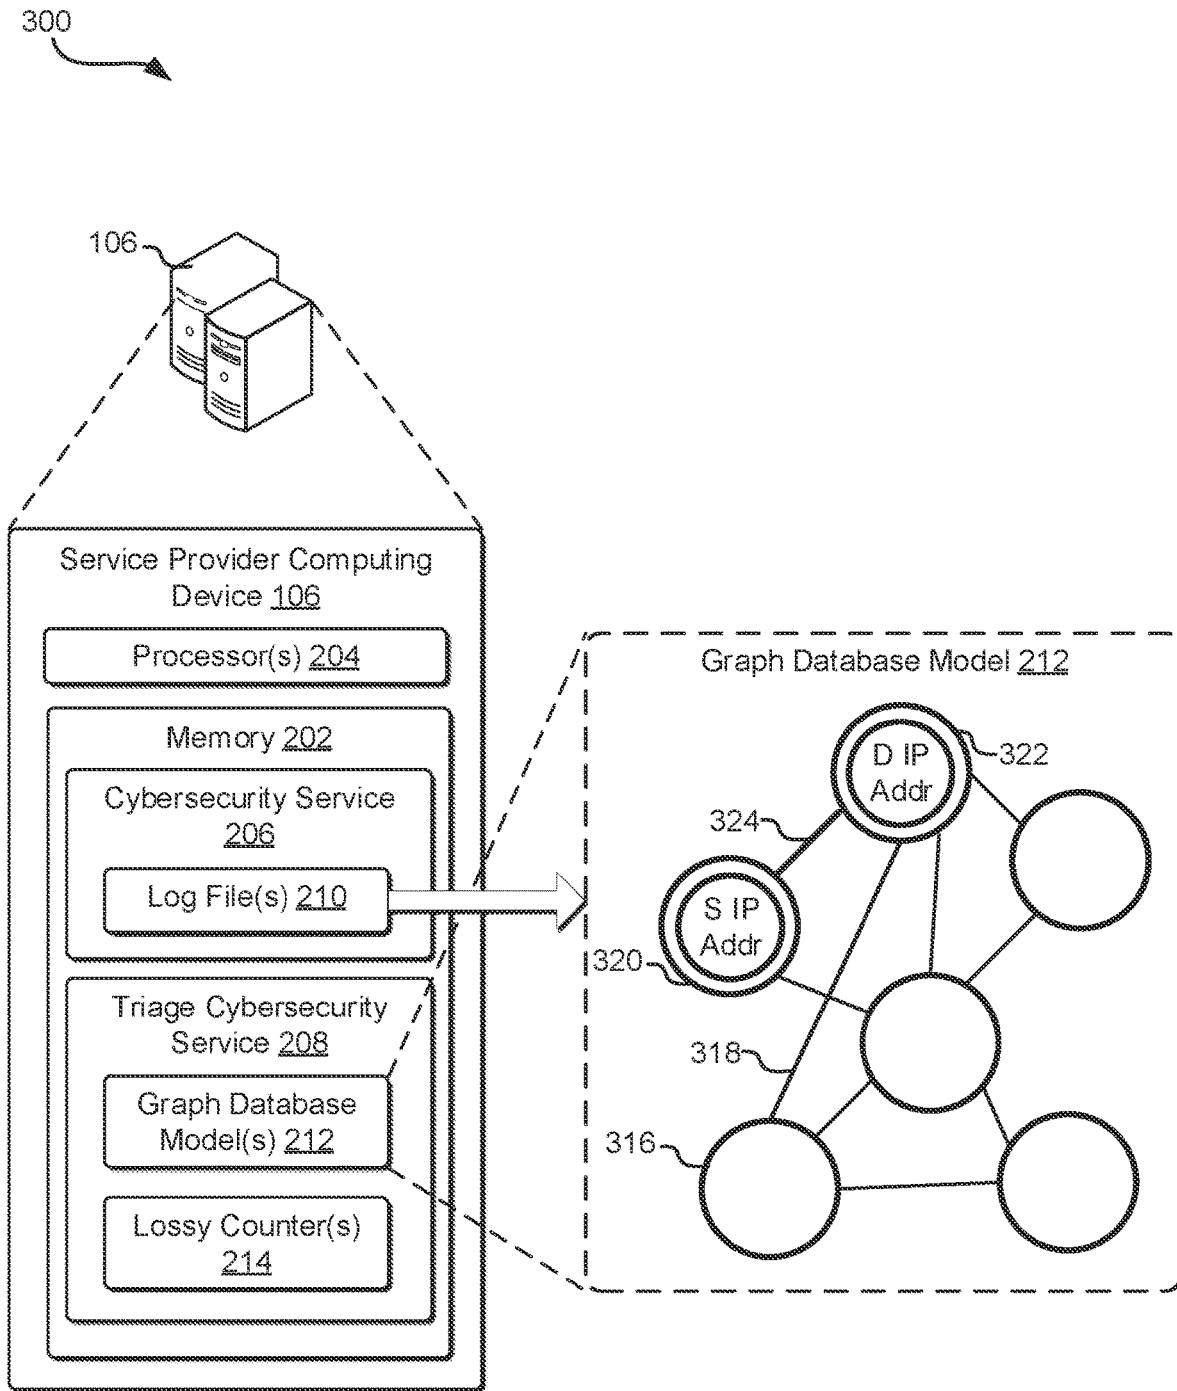 300
106
Service Provider Computing
Device 106
Processor(s) 204
Memory 202
Cybersecurity Service
206
Log File(s) 210
Triage Cybersecurity
Service 208
Graph Database
Model(s) 212
Lossy Counter(s)
214
Graph Database Model 212
D IP
Addr
322
324
S IP
Addr
320
318
316